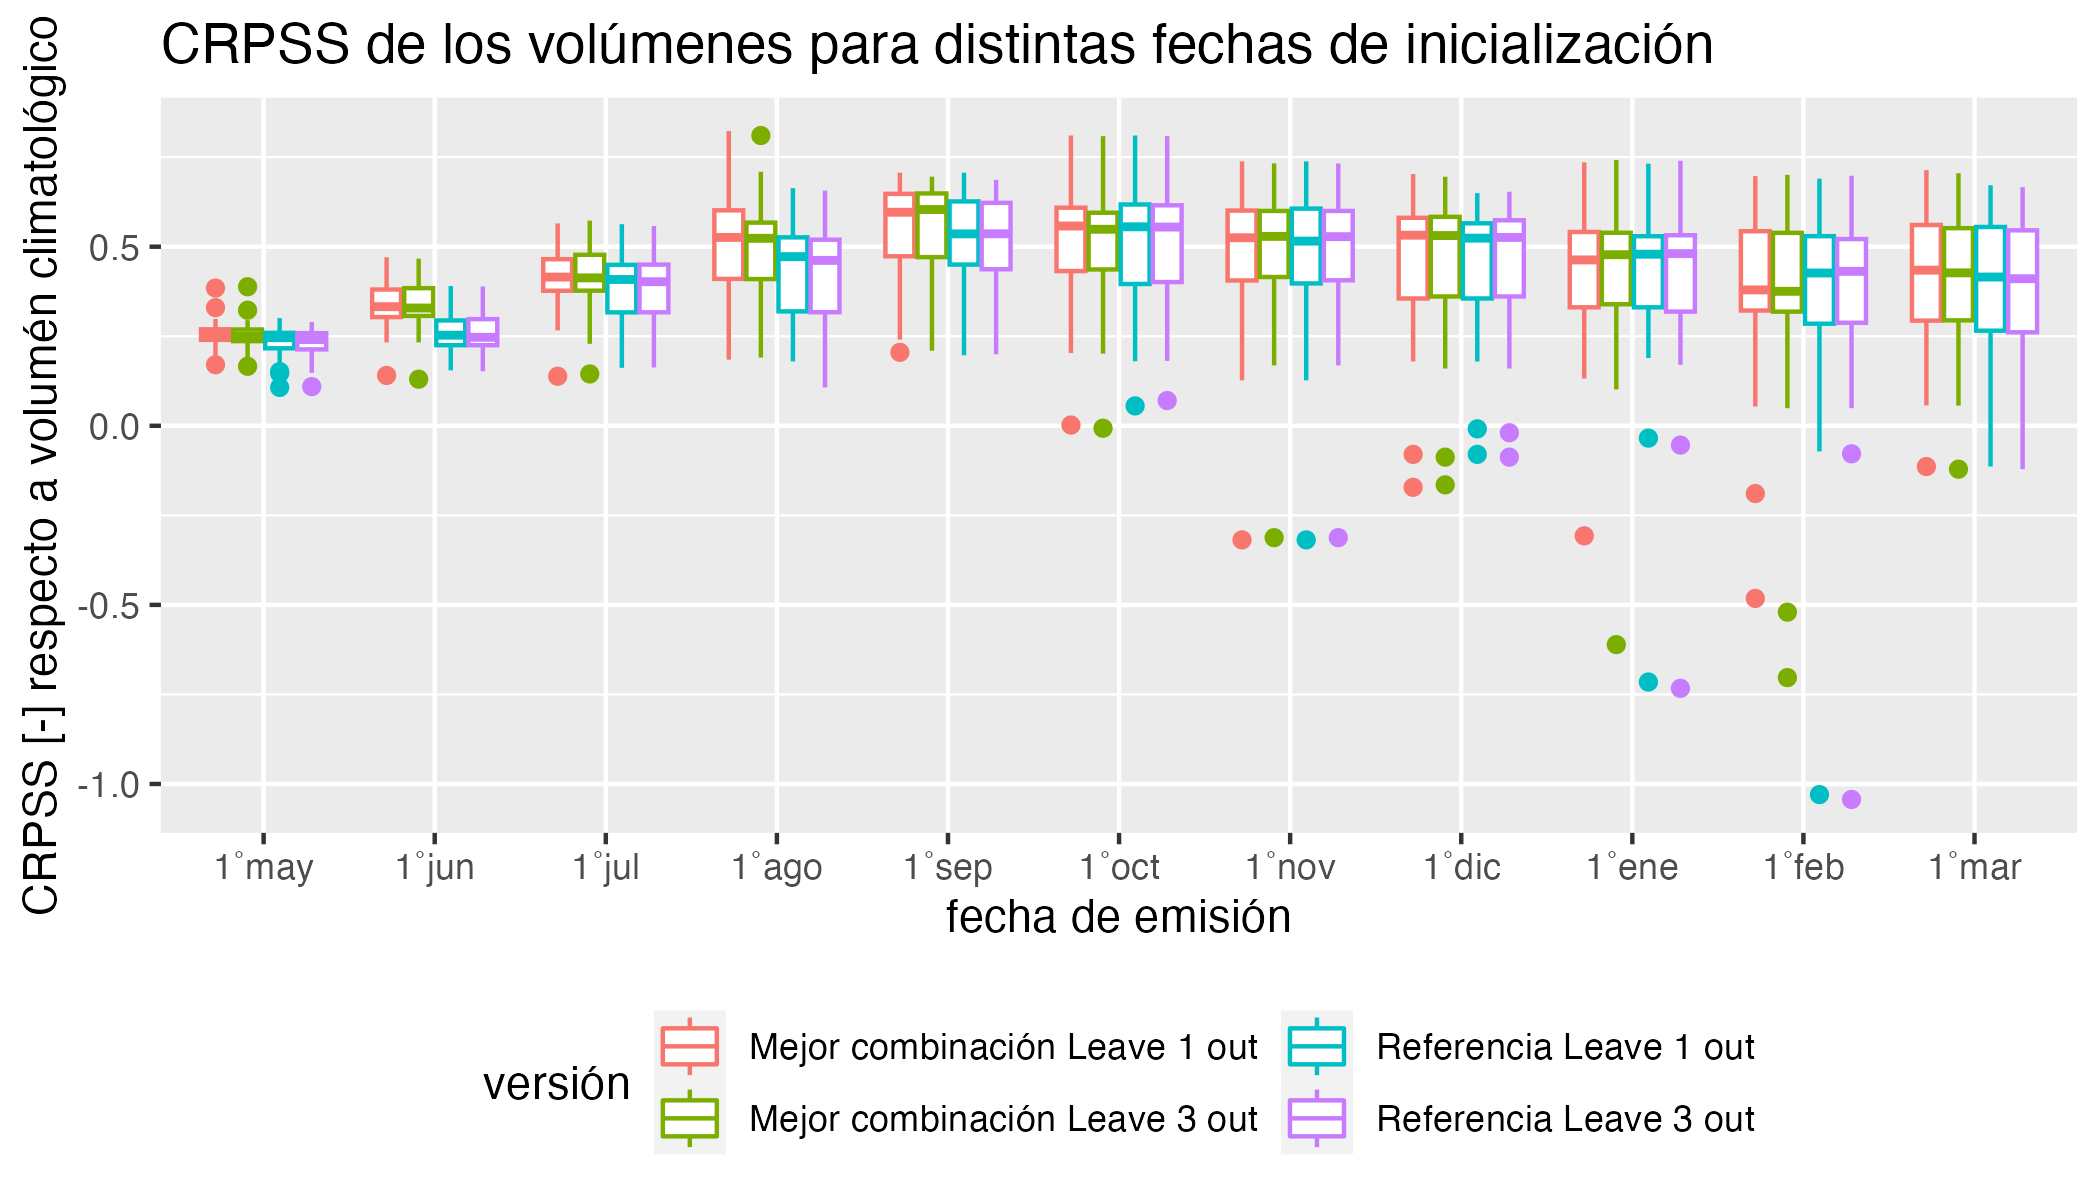 CRPSS de los volúmenes para distintas fechas de inicialización
CRPSS [-] respecto a volumén climatológico
0.5
0.0
-0.5
-1.0
1°may 1°jun 1°jul 1°ago 1°sep 1°oct 1°nov 1°dic 1°ene 1°feb 1°mar
fecha de emisión
versión
Mejor combinación Leave 1 out
Mejor combinación Leave 3 out
Referencia Leave 1 out
Referencia Leave 3 out